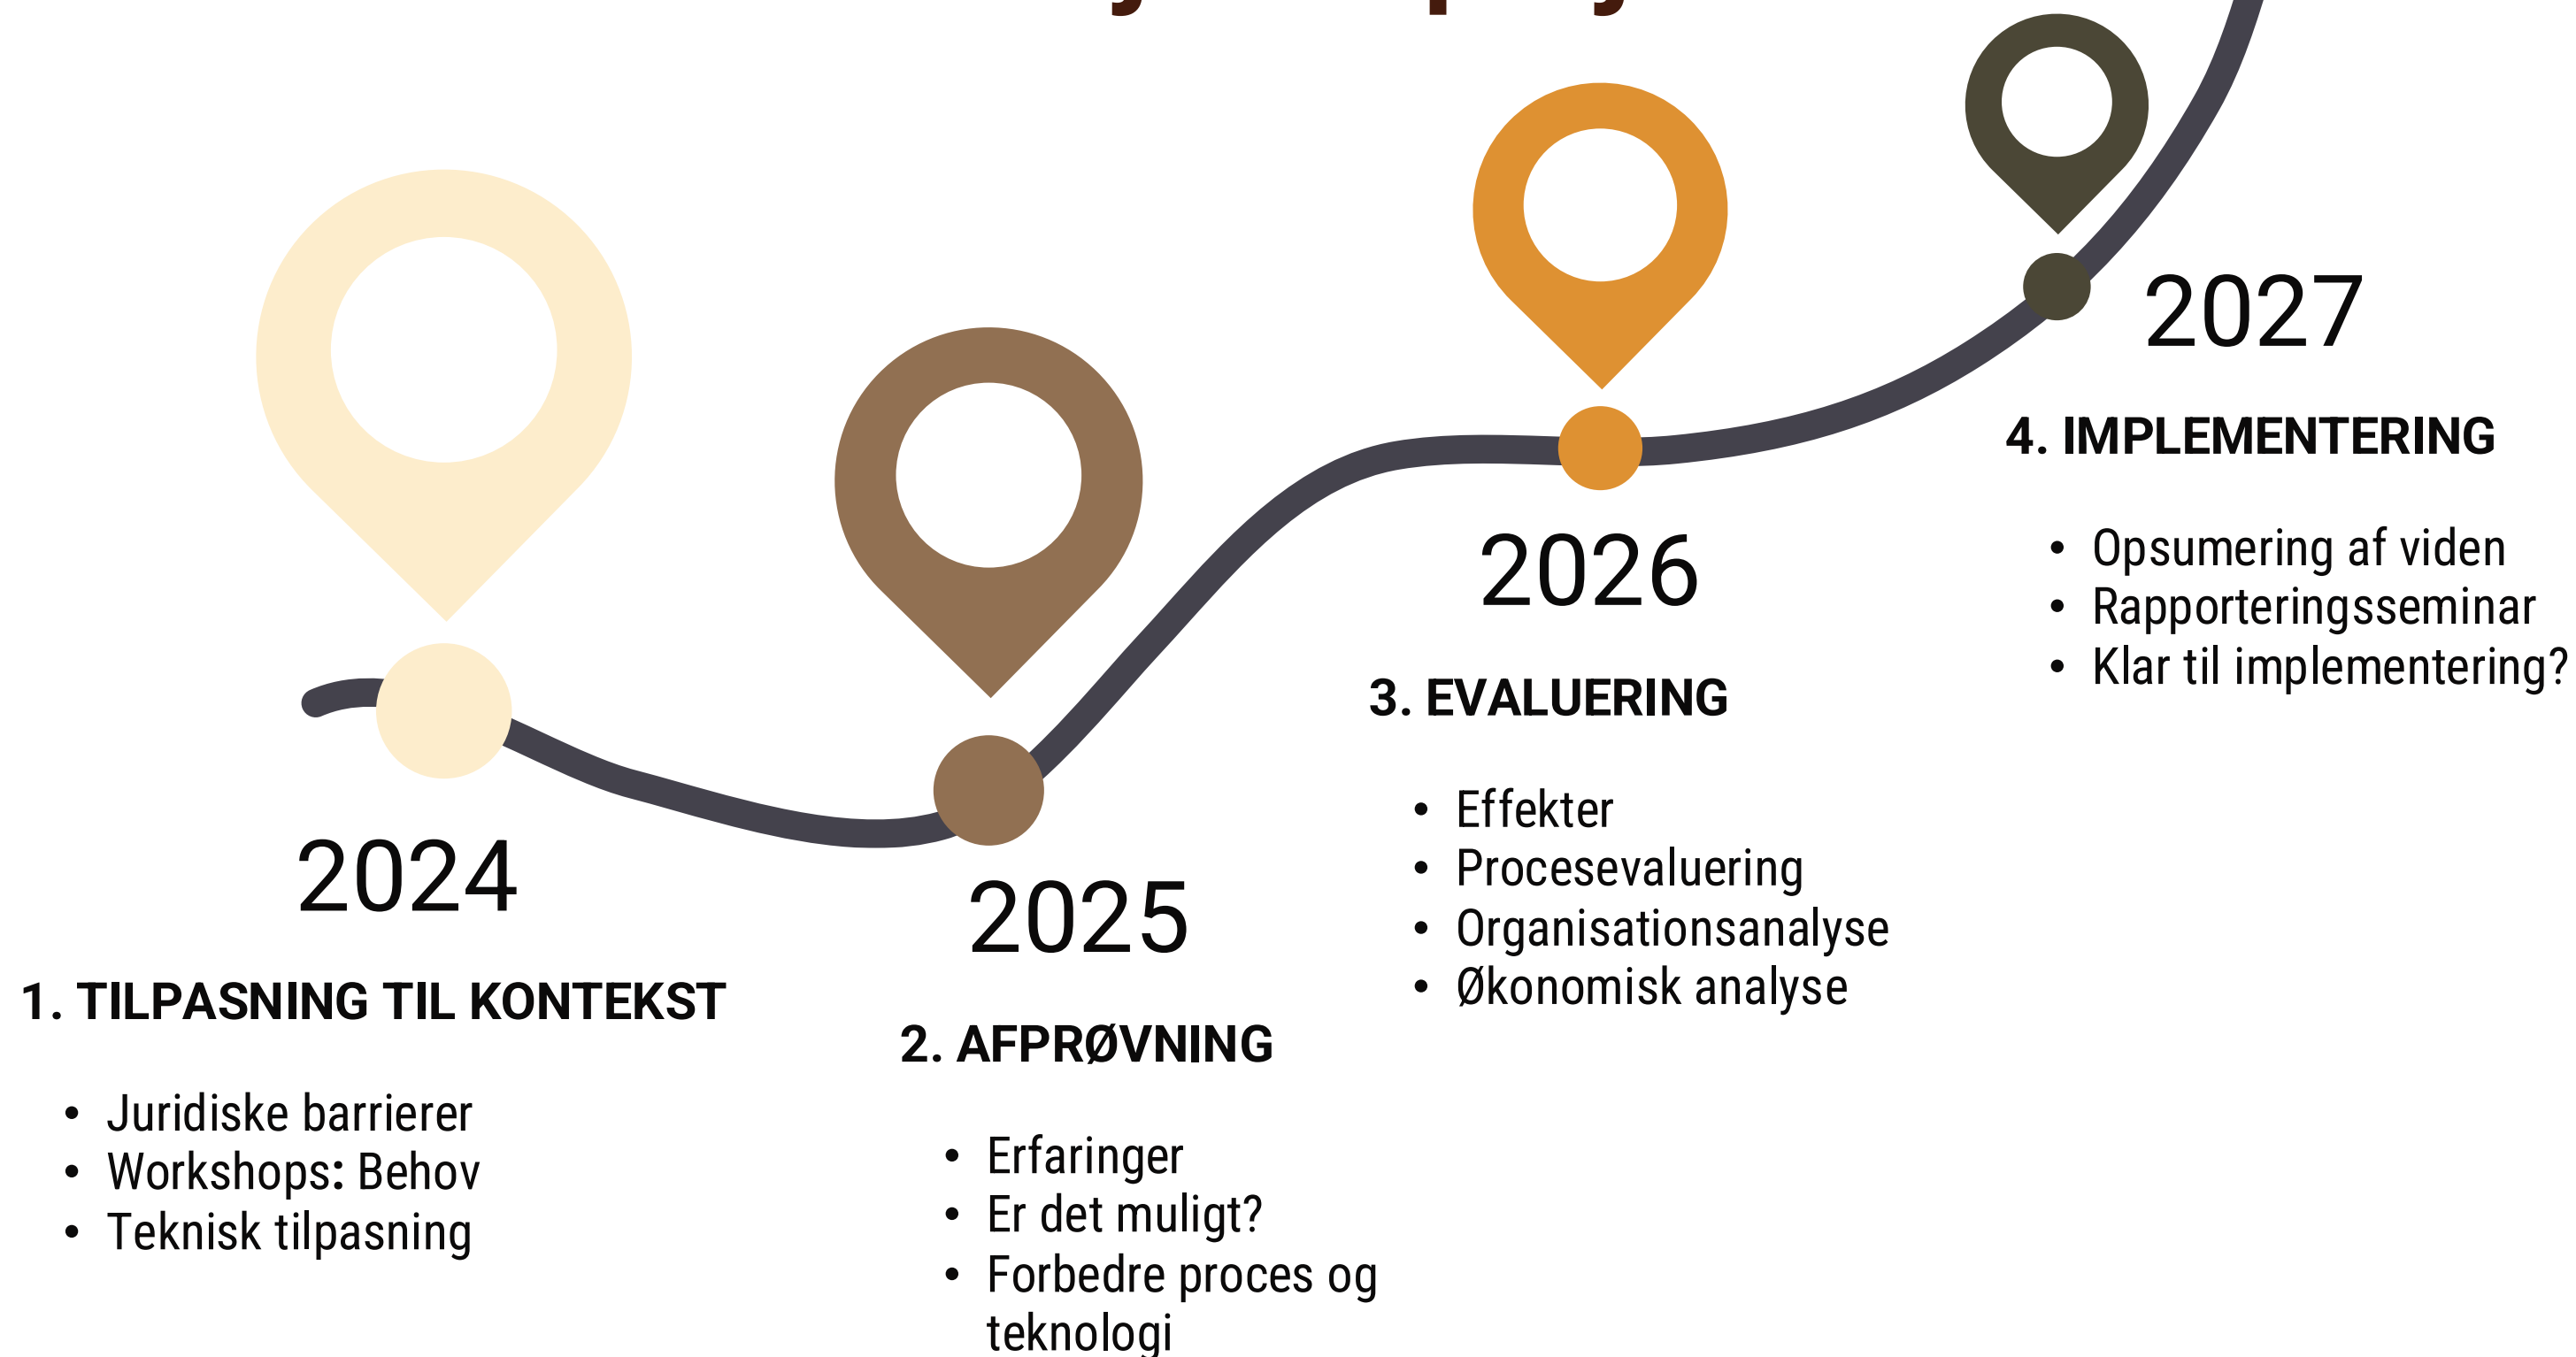 2024
1. TILPASNING TIL KONTEKST
• Juridiske barrierer
• Workshops: Behov
• Teknisk tilpasning
2025
2. AFPRØVNING
• Erfaringer
• Er det muligt?
• Forbedre proces og
teknologi
2026
3. EVALUERING
• Effekter
• Procesevaluering
• Organisationsanalyse
• Økonomisk analyse
2027
4. IMPLEMENTERING
• Opsumering af viden
• Rapporteringsseminar
• Klar til implementering?